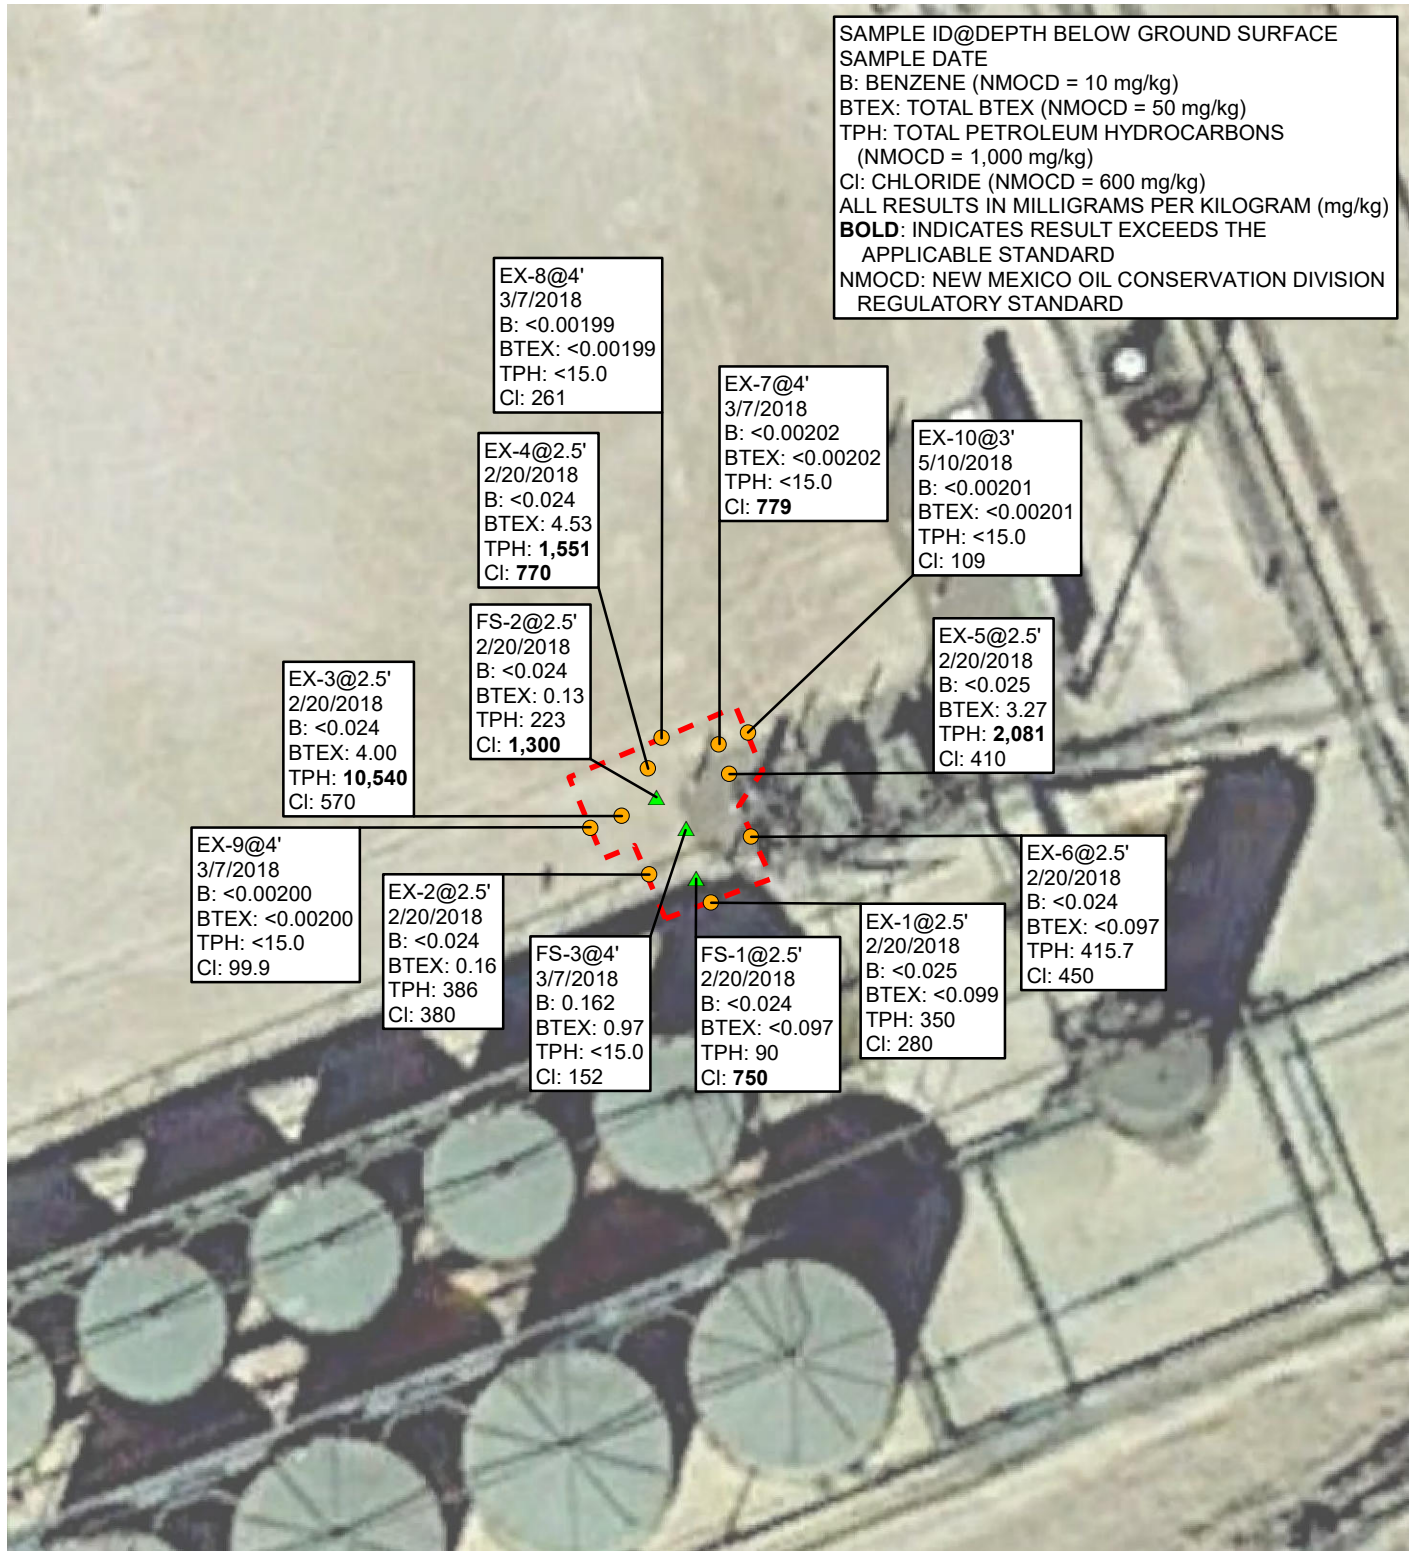 SAMPLE ID@DEPTH BELOW GROUND SURFACE
SAMPLE DATE
B: BENZENE (NMOCD = 10 mg/kg)
BTEX: TOTAL BTEX (NMOCD = 50 mg/kg)
TPH: TOTAL PETROLEUM HYDROCARBONS
(NMOCD = 1,000 mg/kg)
Cl: CHLORIDE (NMOCD = 600 mg/kg)
ALL RESULTS IN MILLIGRAMS PER KILOGRAM (mg/kg)
BOLD: INDICATES RESULT EXCEEDS THE
APPLICABLE STANDARD
NMOCD: NEW MEXICO OIL CONSERVATION DIVISION
REGULATORY STANDARD
EX-8@4'
3/7/2018
B: <0.00199
BTEX: <0.00199
TPH: <15.0
Cl: 261
EX-7@4'
3/7/2018
B: <0.00202
BTEX: <0.00202
TPH: <15.0
Cl: 779
EX-10@3'
5/10/2018
B: <0.00201
BTEX: <0.00201
TPH: <15.0
Cl: 109
EX-4@2.5'
2/20/2018
B: <0.024
BTEX: 4.53
TPH: 1,551
Cl: 770
FS-2@2.5'
2/20/2018
B: <0.024
BTEX: 0.13
TPH: 223
Cl: 1,300
EX-5@2.5'
2/20/2018
B: <0.025
BTEX: 3.27
TPH: 2,081
Cl: 410
EX-3@2.5'
2/20/2018
B: <0.024
BTEX: 4.00
TPH: 10,540
Cl: 570
EX-9@4'
3/7/2018
B: <0.00200
BTEX: <0.00200
TPH: <15.0
Cl: 99.9
EX-2@2.5'
2/20/2018
B: <0.024
BTEX: 0.16
TPH: 386
Cl: 380
FS-3@4'
3/7/2018
B: 0.162
BTEX: 0.97
TPH: <15.0
Cl: 152
FS-1@2.5'
2/20/2018
B: <0.024
BTEX: <0.097
TPH: 90
Cl: 750
EX-1@2.5'
2/20/2018
B: <0.025
BTEX: <0.099
TPH: 350
Cl: 280
EX-6@2.5'
2/20/2018
B: <0.024
BTEX: <0.097
TPH: 415.7
Cl: 450